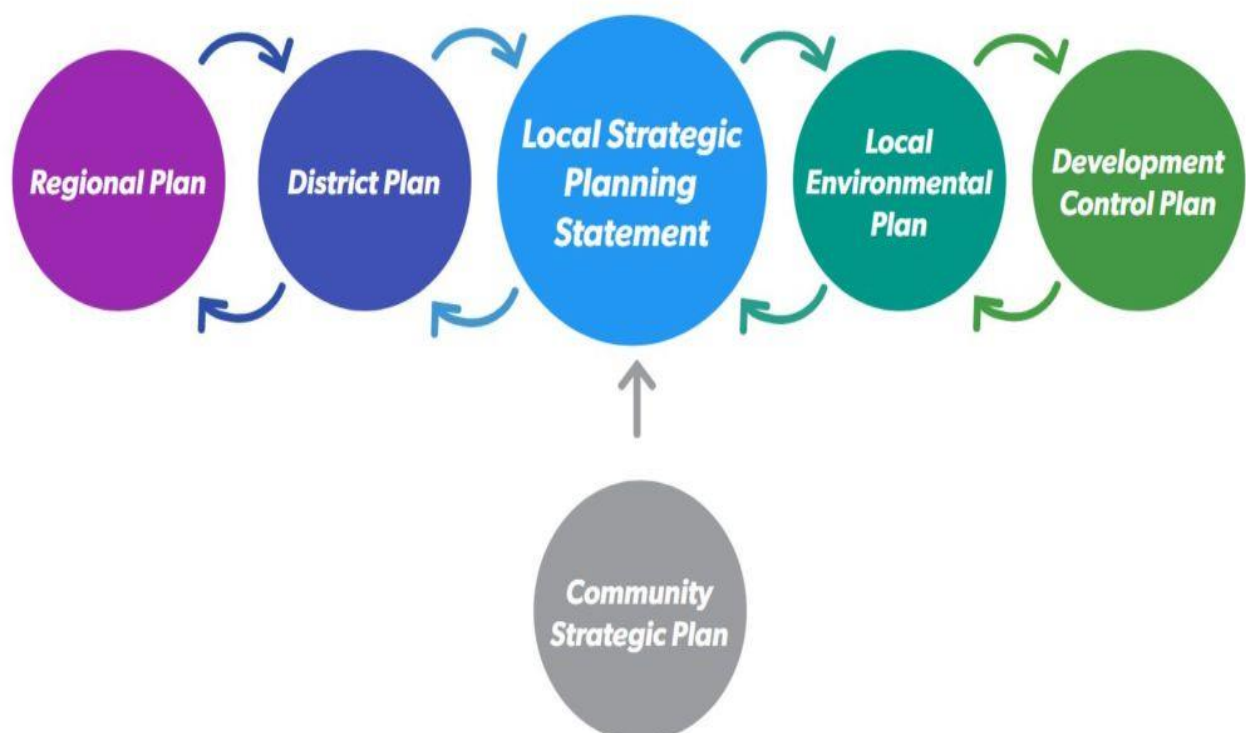 Regional Plan
District Plan
Local Strategic
Planning
Statement
Local
Environmental
Plan
Development
Control Plan
Community
Strategic Plan